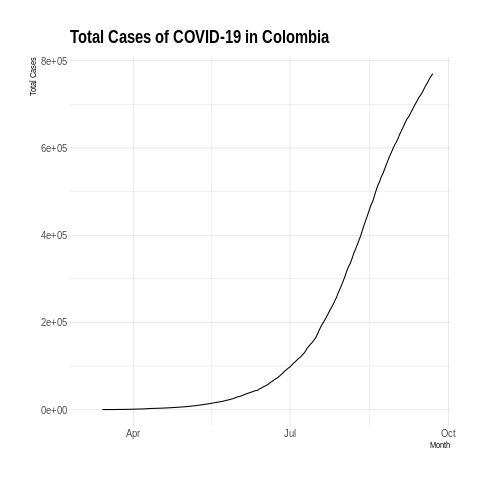 Total Cases of COVID-19 in Colombia
Total Cases
8e+05
6e+05
4e+05
2e+05
0e+00
Apr
Jul
Oct
Month